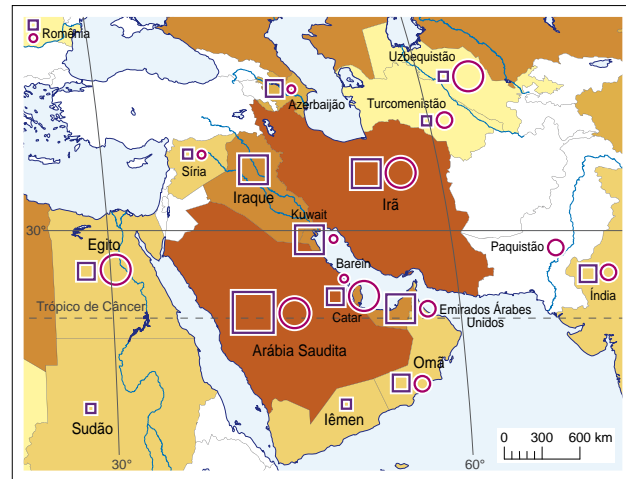 Romênia
Uzbequistão
Azerbaijão
Turcomenistão
Síria
Iraque
Irã
Kuwait
30°
Egito
Paquistão
Barein
Índia
Trópico de Câncer
Catar
Emirados Árabes
Unidos
Arábia Saudita
Omã
Iêmen
Sudão
0 300 600 km
30°
60°